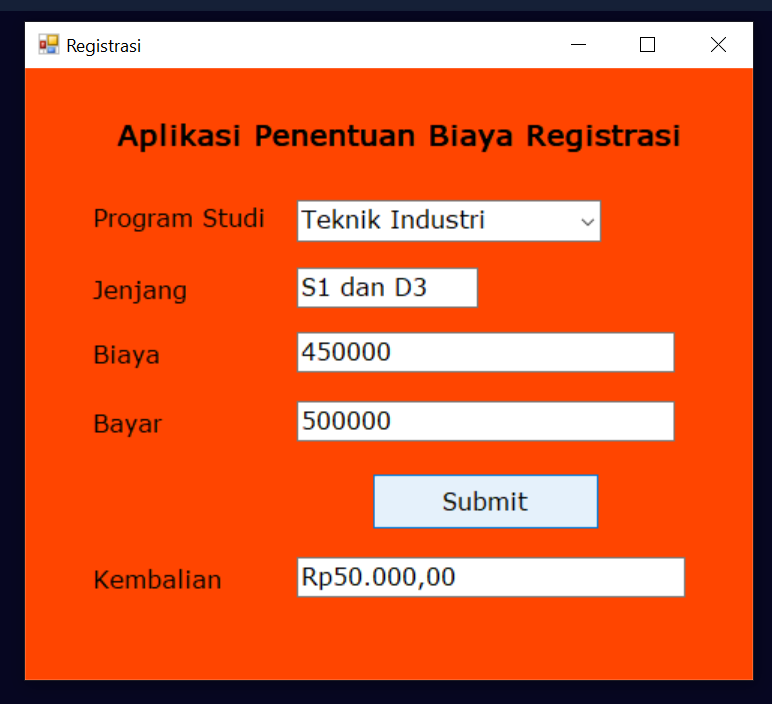 Registrasi
Aplikasi Penentuan Biaya Registrasi
Program Studi Teknik Industri
Jenjang S1 dan D3
Biaya 450000
Bayar 500000
Submit
Kembalian Rp50.000,00